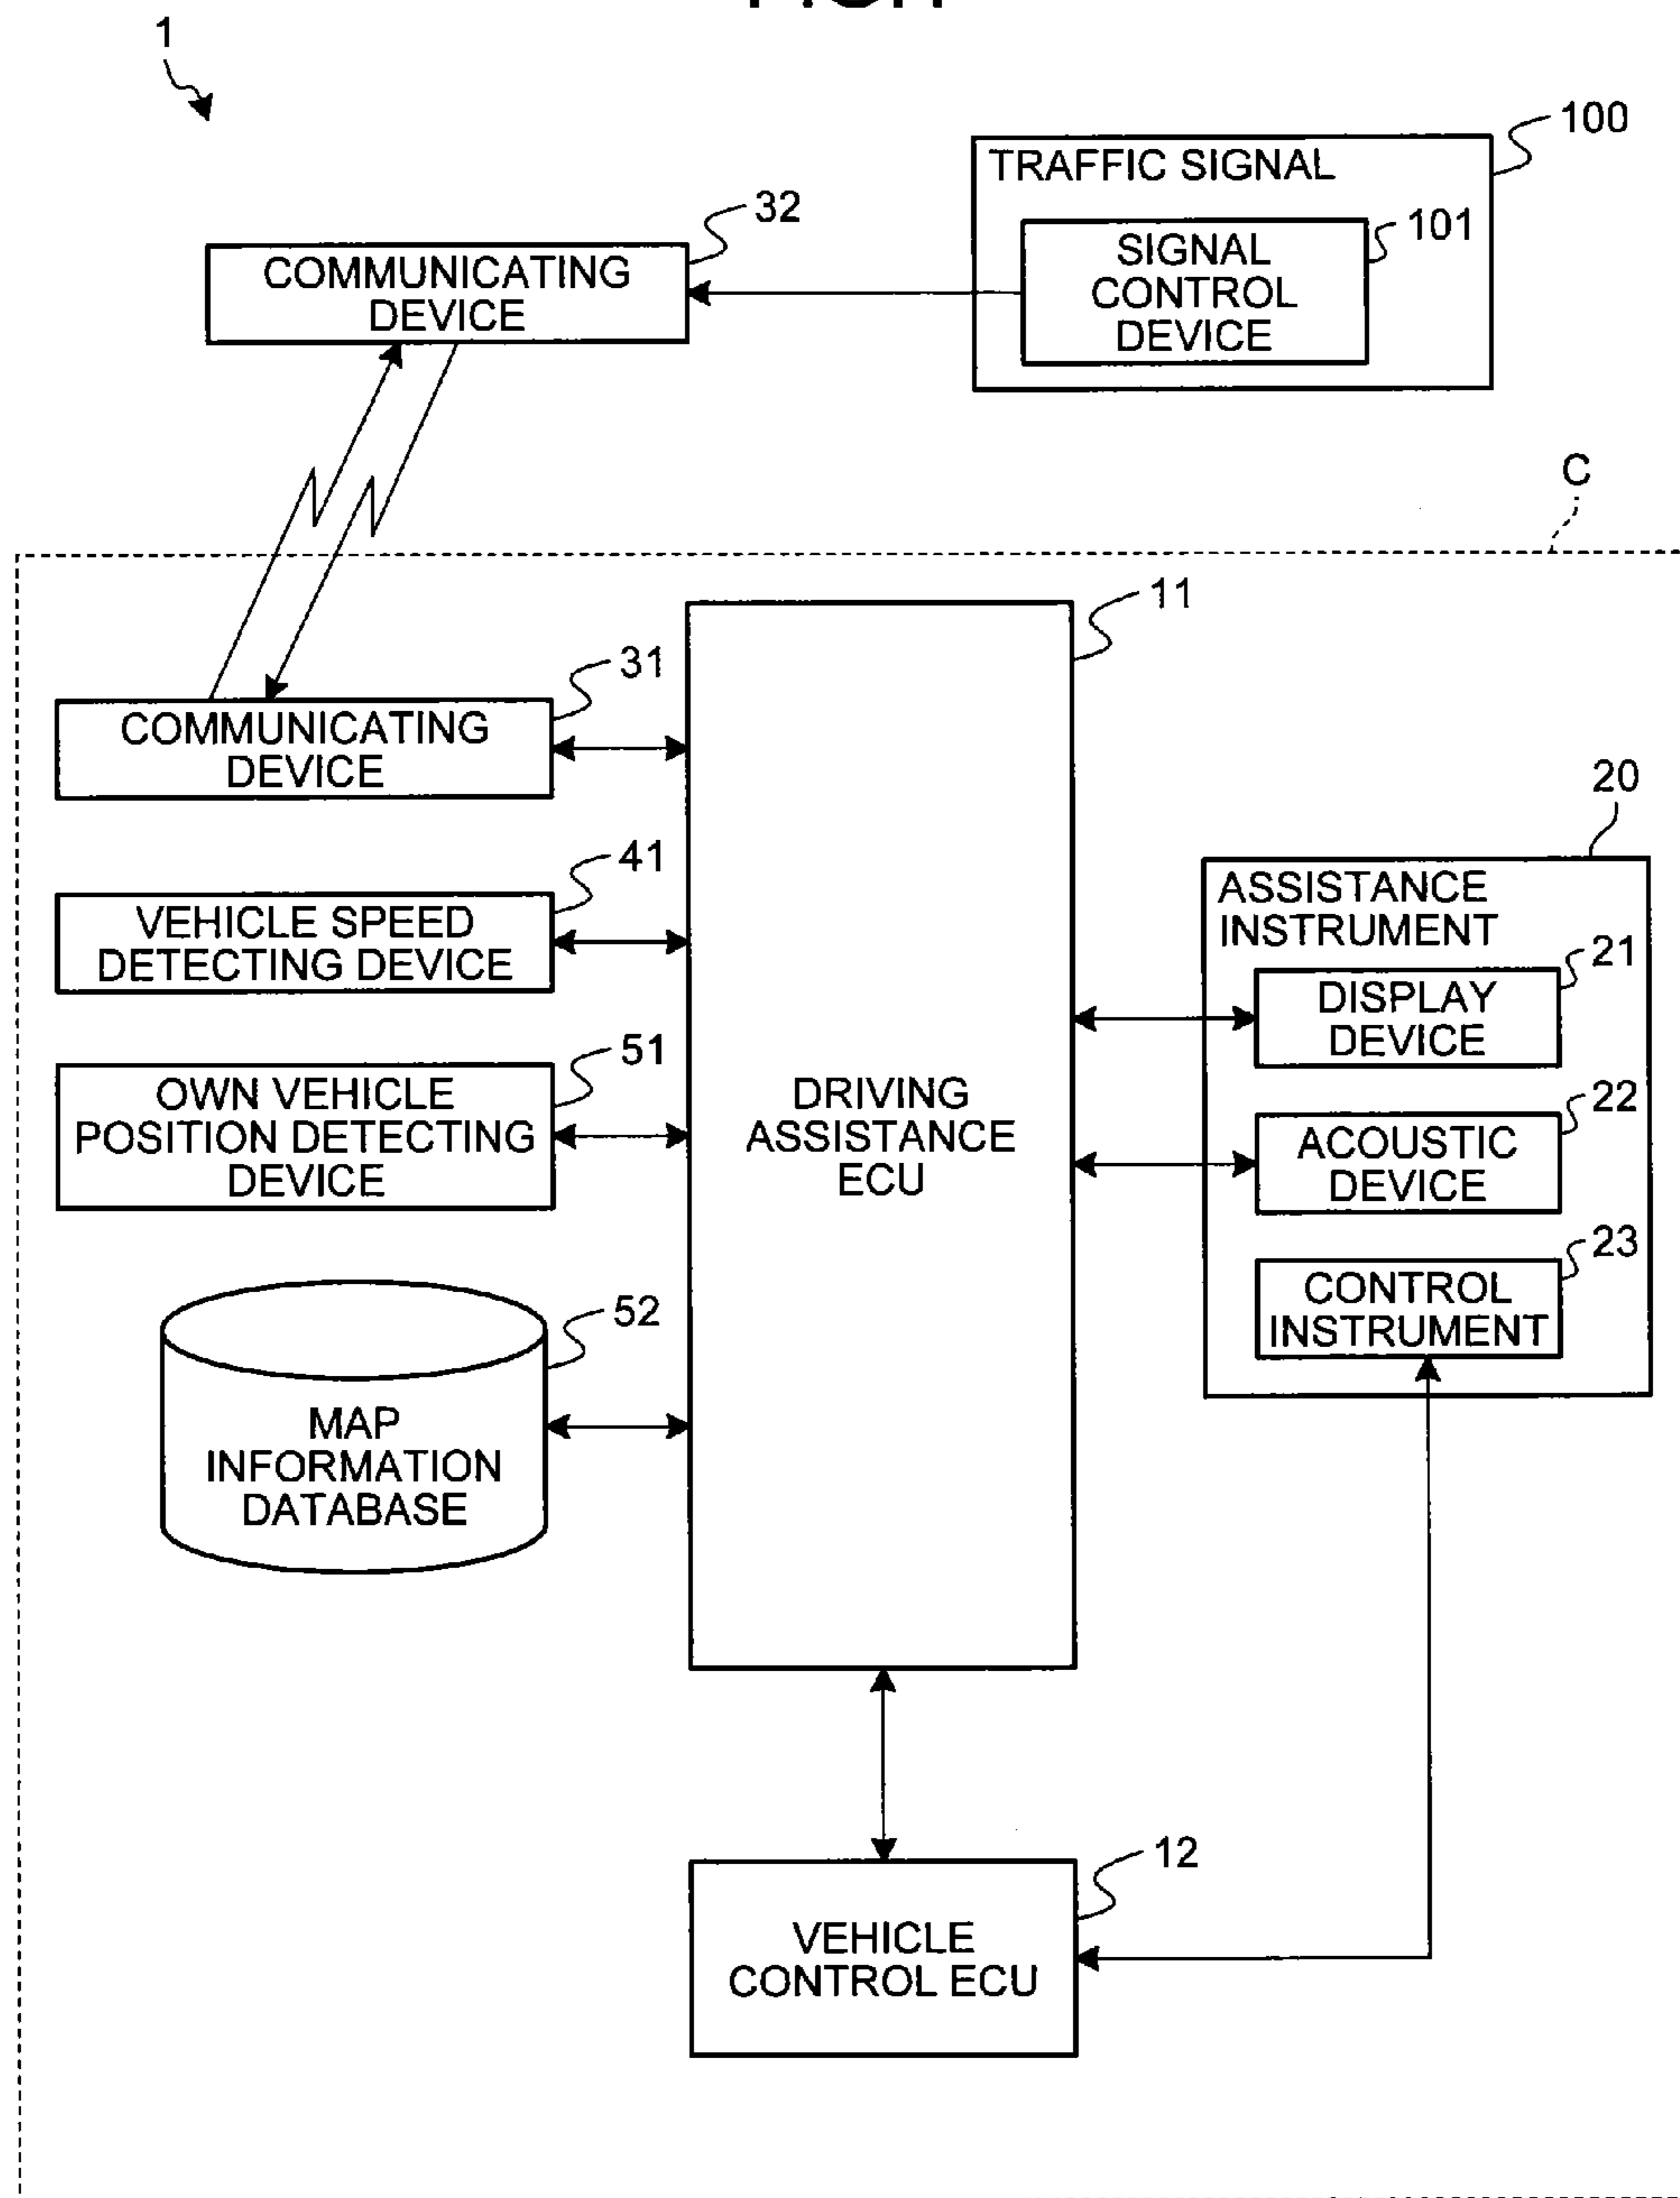 1
100
TRAFFIC SIGNAL
32
101
SIGNAL
CONTROL
DEVICE
COMMUNICATING
DEVICE
C
11
31
COMMUNICATING
DEVICE
20
41
VEHICLE SPEED
DETECTING DEVICE
ASSISTANCE
INSTRUMENT
21
DISPLAY
DEVICE
51
OWN VEHICLE
POSITION DETECTING
DEVICE
DRIVING
ASSISTANCE
ECU
22
ACOUSTIC
DEVICE
23
CONTROL
INSTRUMENT
52
MAP
INFORMATION
DATABASE
12
VEHICLE
CONTROL ECU